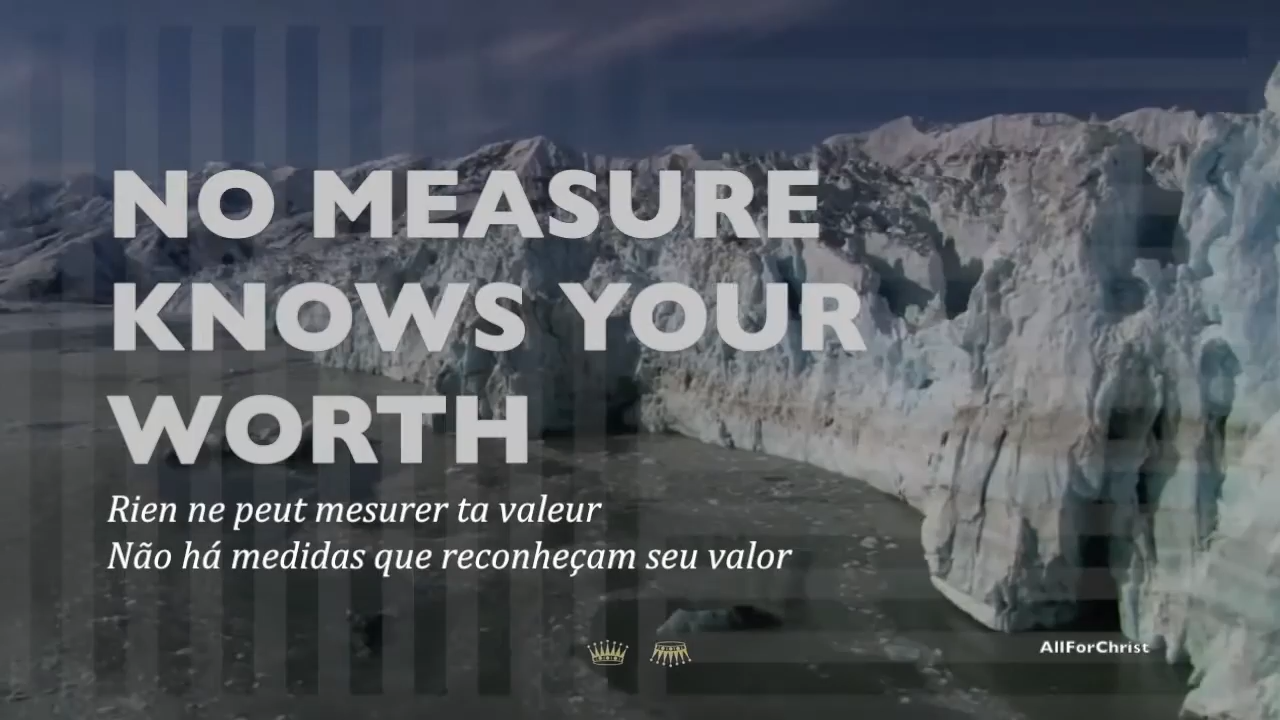 NO MEASURE
KNOWS YOUR
WORTH
Rien ne peut mesurer ta valeur
Não há medidas que reconheçam seu valor
AllForChrist